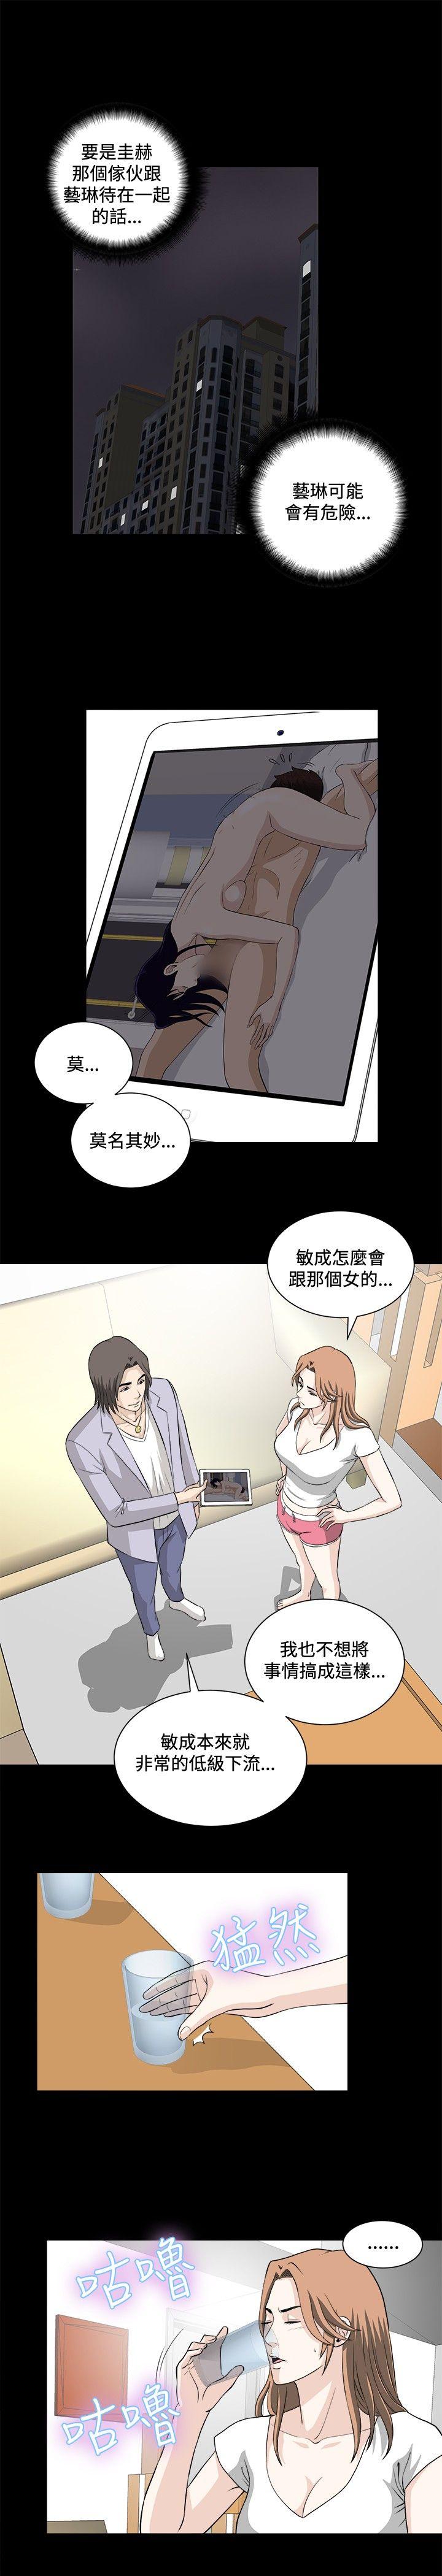 要是圭赫
那個傢伙跟
藝琳待在一起
的話...
藝琳可能
會有危險...
莫...
莫名其妙...
敏成怎麼會
跟那個女的...
我也不想將
事情搞成這樣...
敏成本來就
非常的低級下流...
猛然
......
咕嚕
咕嚕